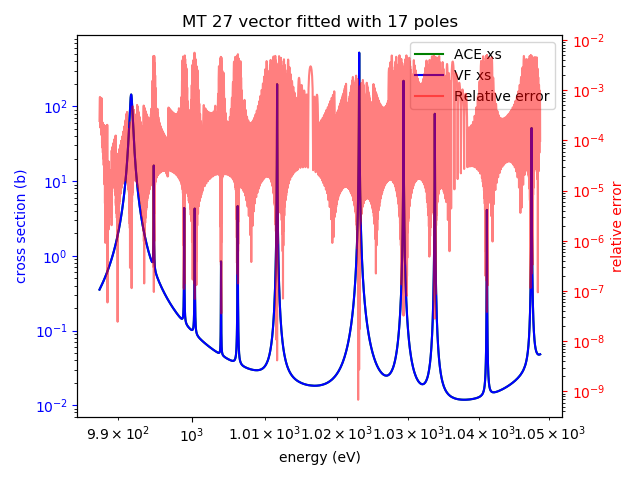 MT 27 vector fitted with 17 poles
ACE xs
VF xs
Relative error
cross section (b)
10² 10¹ 10⁰ 10⁻¹ 10⁻²
relative error
10⁻² 10⁻³ 10⁻⁴ 10⁻⁵ 10⁻⁶ 10⁻⁷ 10⁻⁸ 10⁻⁹
9.9 × 10² 10³ 1.01 × 10³ 1.02 × 10³ 1.03 × 10³ 1.04 × 10³ 1.05 × 10³
energy (eV)